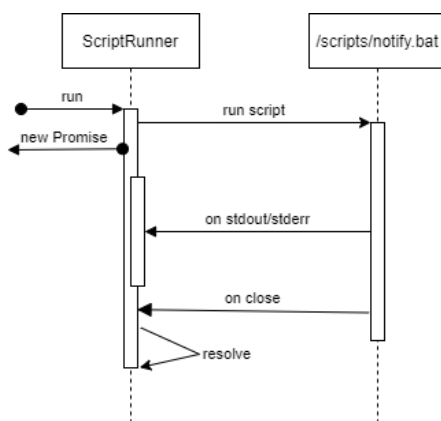 ScriptRunner
/scripts/notify.bat
run
run script
new Promise
on stdout/stderr
on close
resolve